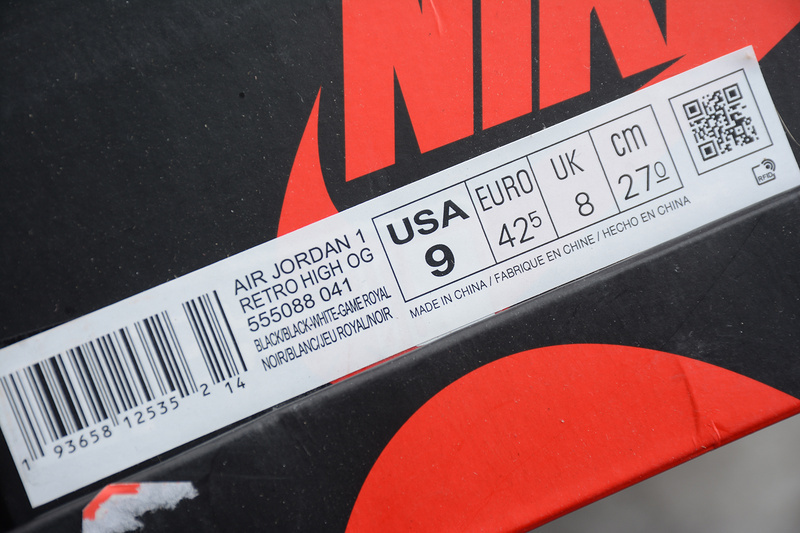 NIK
AIR JORDAN 1
RETRO HIGH OG
555088 041
BLACK/BLACK-WHITE-GAME ROYAL
NOIR/BLANC/JEU ROYAL/NOIR
USA
9
EURO
42⁵
UK
8
cm
27⁰
MADE IN CHINA / FABRIQUE EN CHINE / HECHO EN CHINA
RFID
1 93658 12535 2 14